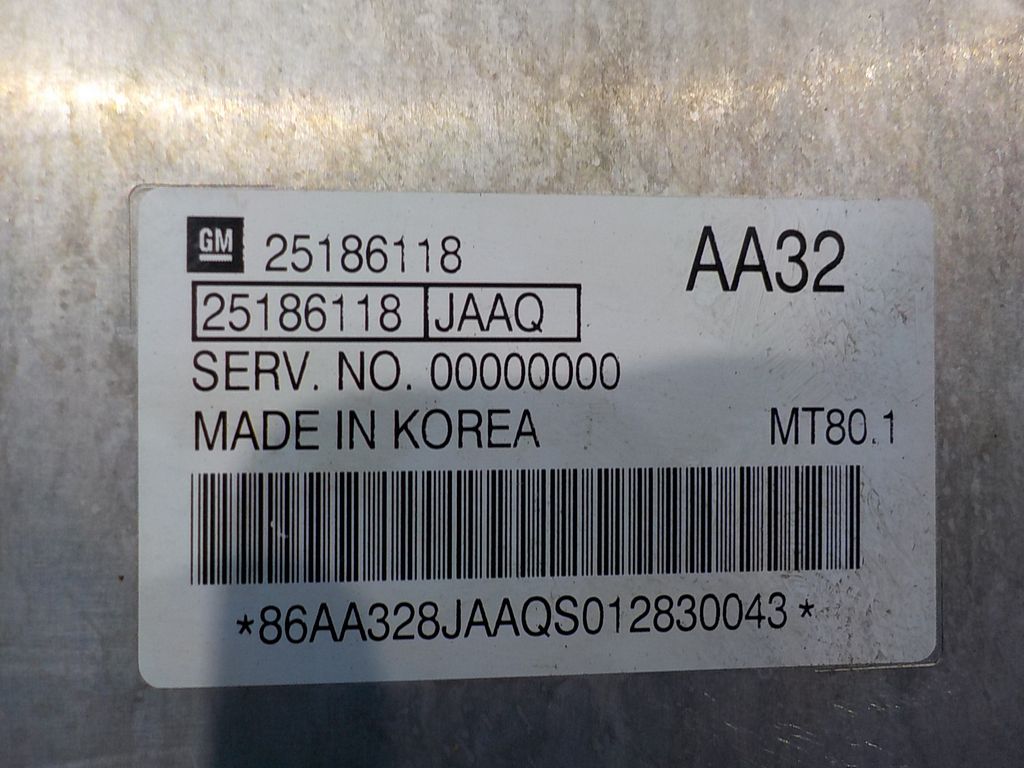 GM 25186118 AA32
25186118 JAAQ
SERV. NO. 00000000
MADE IN KOREA MT80.1
*86AA328JAAQS012830043*